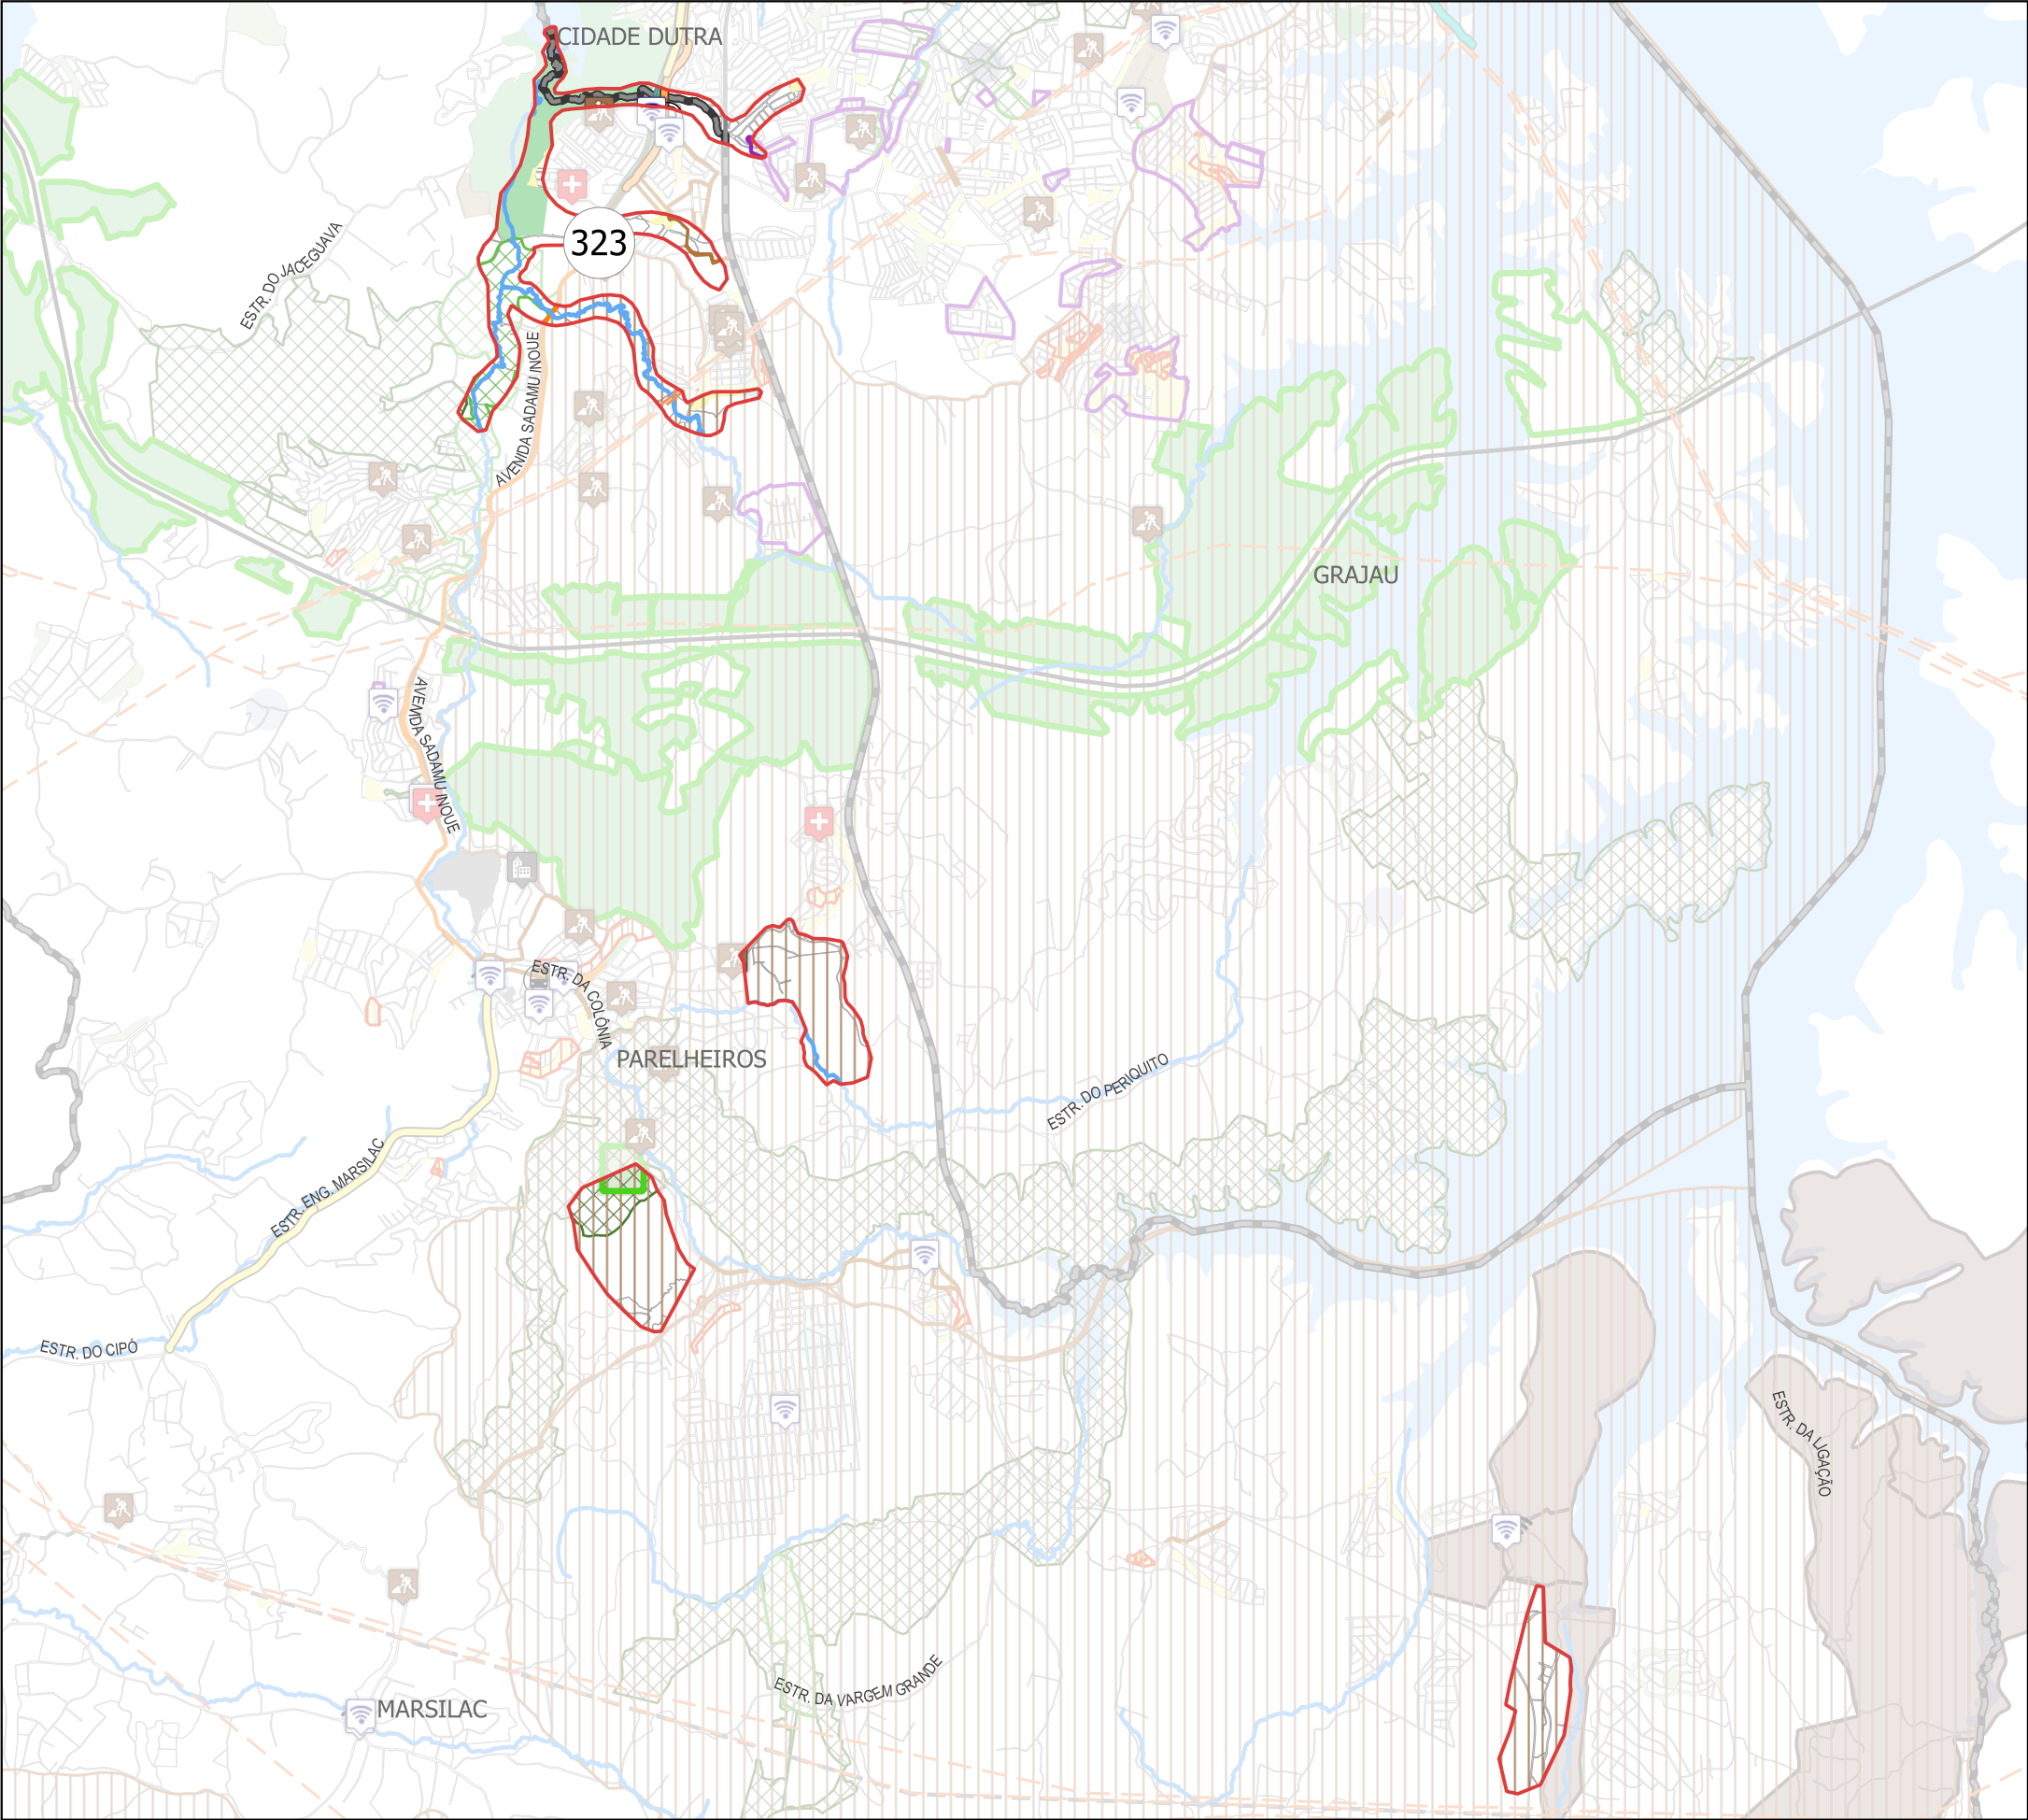 CIDADE DUTRA
ESTR. DO JACEGUAVA
323
AVENIDA SADAMU INOUE
GRAJAU
AVENIDA SADAMU INOUE
ESTR. DA COLÔNIA
PARELHEIROS
ESTR. DO PERIQUITO
ESTR. ENG. MARSILAC
ESTR. DO CIPÓ
ESTR. DA LIGAÇÃO
ESTR. DA VARGEM GRANDE
MARSILAC